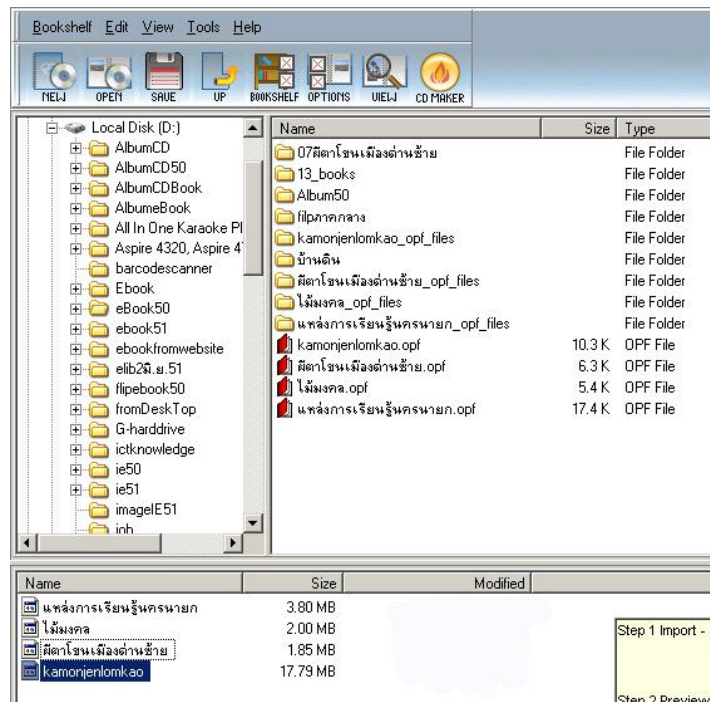 Bookshelf Edit View Tools Help
NEW OPEN SAVE UP BOOKSHELF OPTIONS VIEW CD MAKER
Local Disk (D:)
AlbumCD
AlbumCD50
AlbumCDBook
AlbumeBook
All In One Karaoke Pl
Aspire 4320, Aspire 4
barcodescanner
Ebook
eBook50
ebook51
ebookfromwebsite
elib2มิ.ย.51
flipebook50
fromDeskTop
G-harddrive
ictknowledge
ie50
ie51
imageIE51
job
Name Size Type
07ผีตาโขนเมืองด่านซ้าย File Folder
13_books File Folder
Album50 File Folder
filpภาคกลาง File Folder
kamonjenlomkao_opf_files File Folder
บ้านดิน File Folder
ผีตาโขนเมืองด่านซ้าย_opf_files File Folder
ไม้มงคล_opf_files File Folder
แหล่งการเรียนรู้นครนายก_opf_files File Folder
kamonjenlomkao.opf 10.3 K OPF File
ผีตาโขนเมืองด่านซ้าย.opf 6.3 K OPF File
ไม้มงคล.opf 5.4 K OPF File
แหล่งการเรียนรู้นครนายก.opf 17.4 K OPF File
Name Size Modified
แหล่งการเรียนรู้นครนายก 3.80 MB
ไม้มงคล 2.00 MB
ผีตาโขนเมืองด่านซ้าย 1.85 MB
kamonjenlomkao 17.79 MB
Step 1 Import -
Step 2 Preview